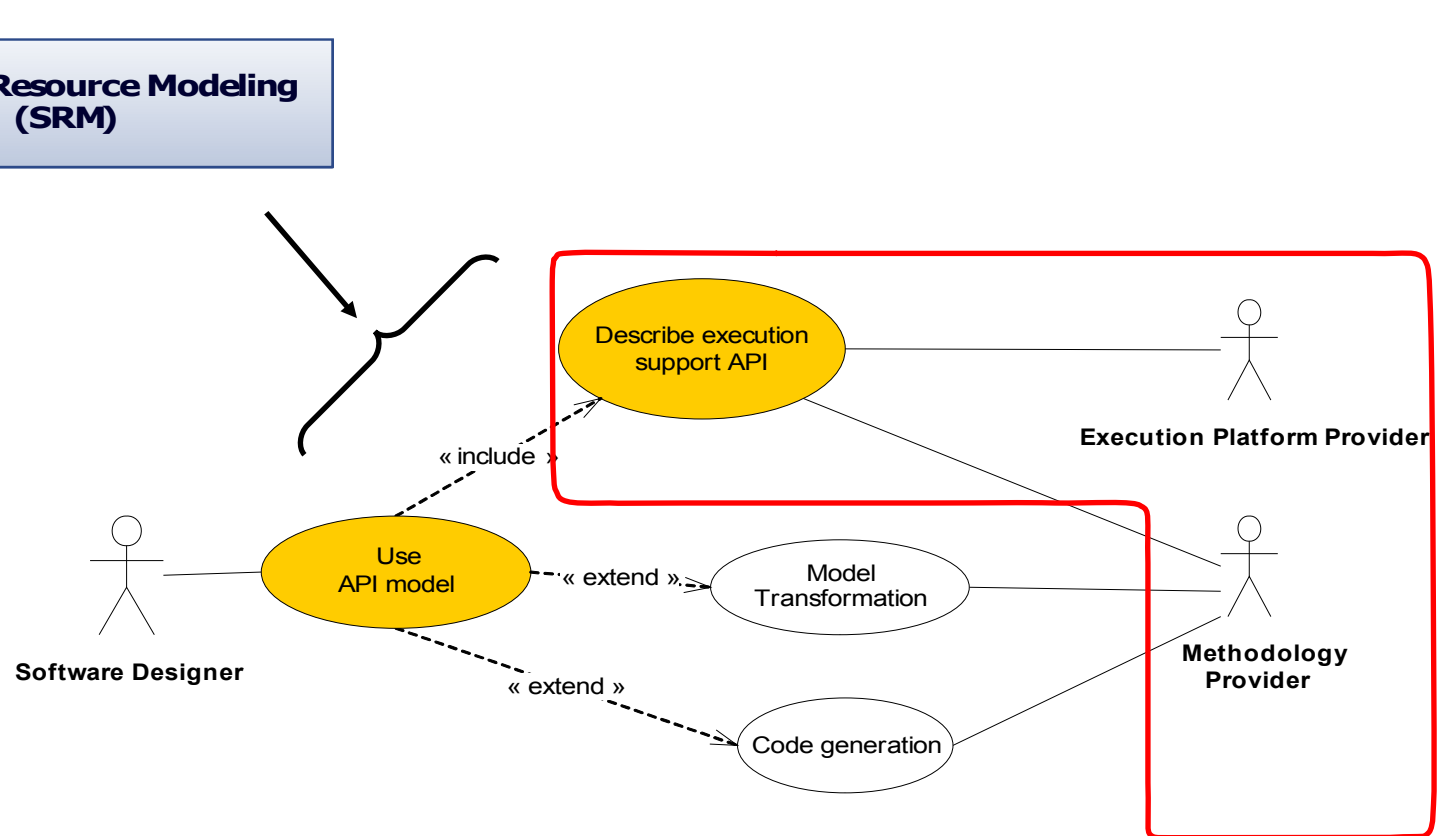 Resource Modeling
(SRM)
Describe execution
support API
Execution Platform Provider
« include »
Use
API model
« extend »
Model
Transformation
Software Designer
Methodology
Provider
« extend »
Code generation